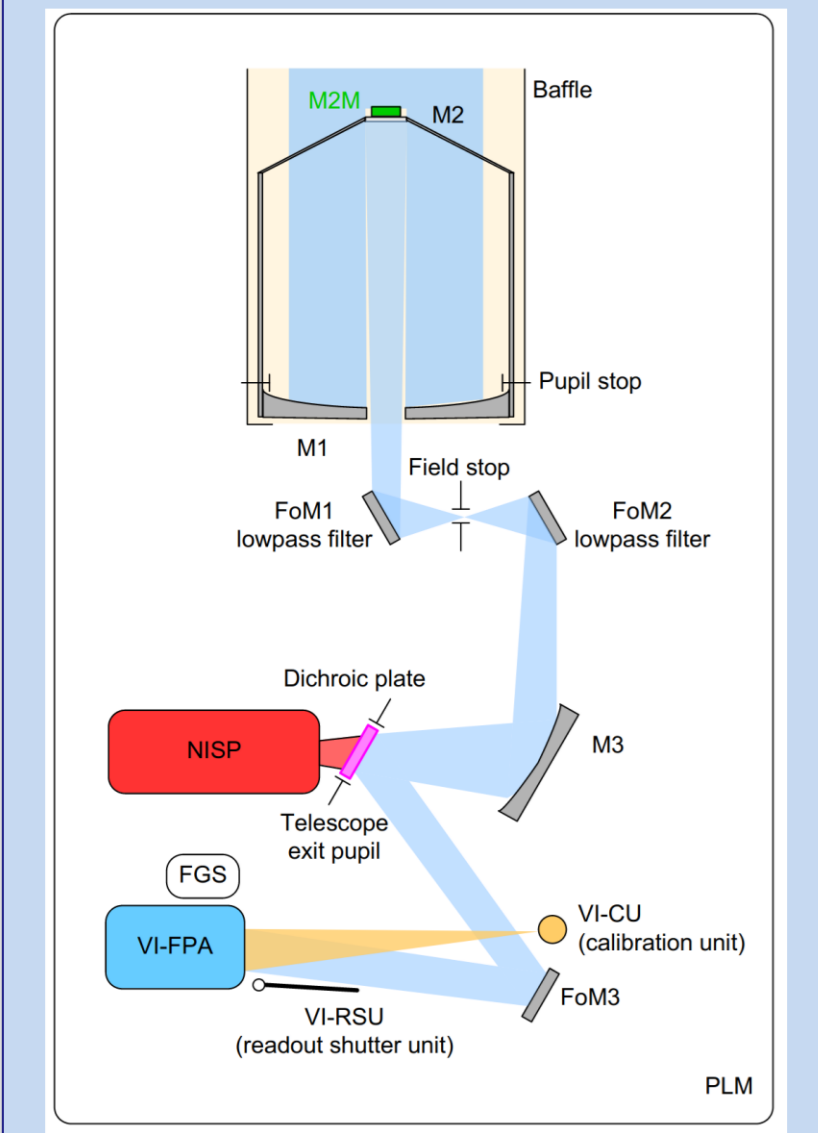 Baffle
M2M
M2
Pupil stop
M1
Field stop
FoM1
lowpass filter
FoM2
lowpass filter
Dichroic plate
NISP
M3
Telescope
exit pupil
FGS
VI-FPA
VI-CU
(calibration unit)
FoM3
VI-RSU
(readout shutter unit)
PLM